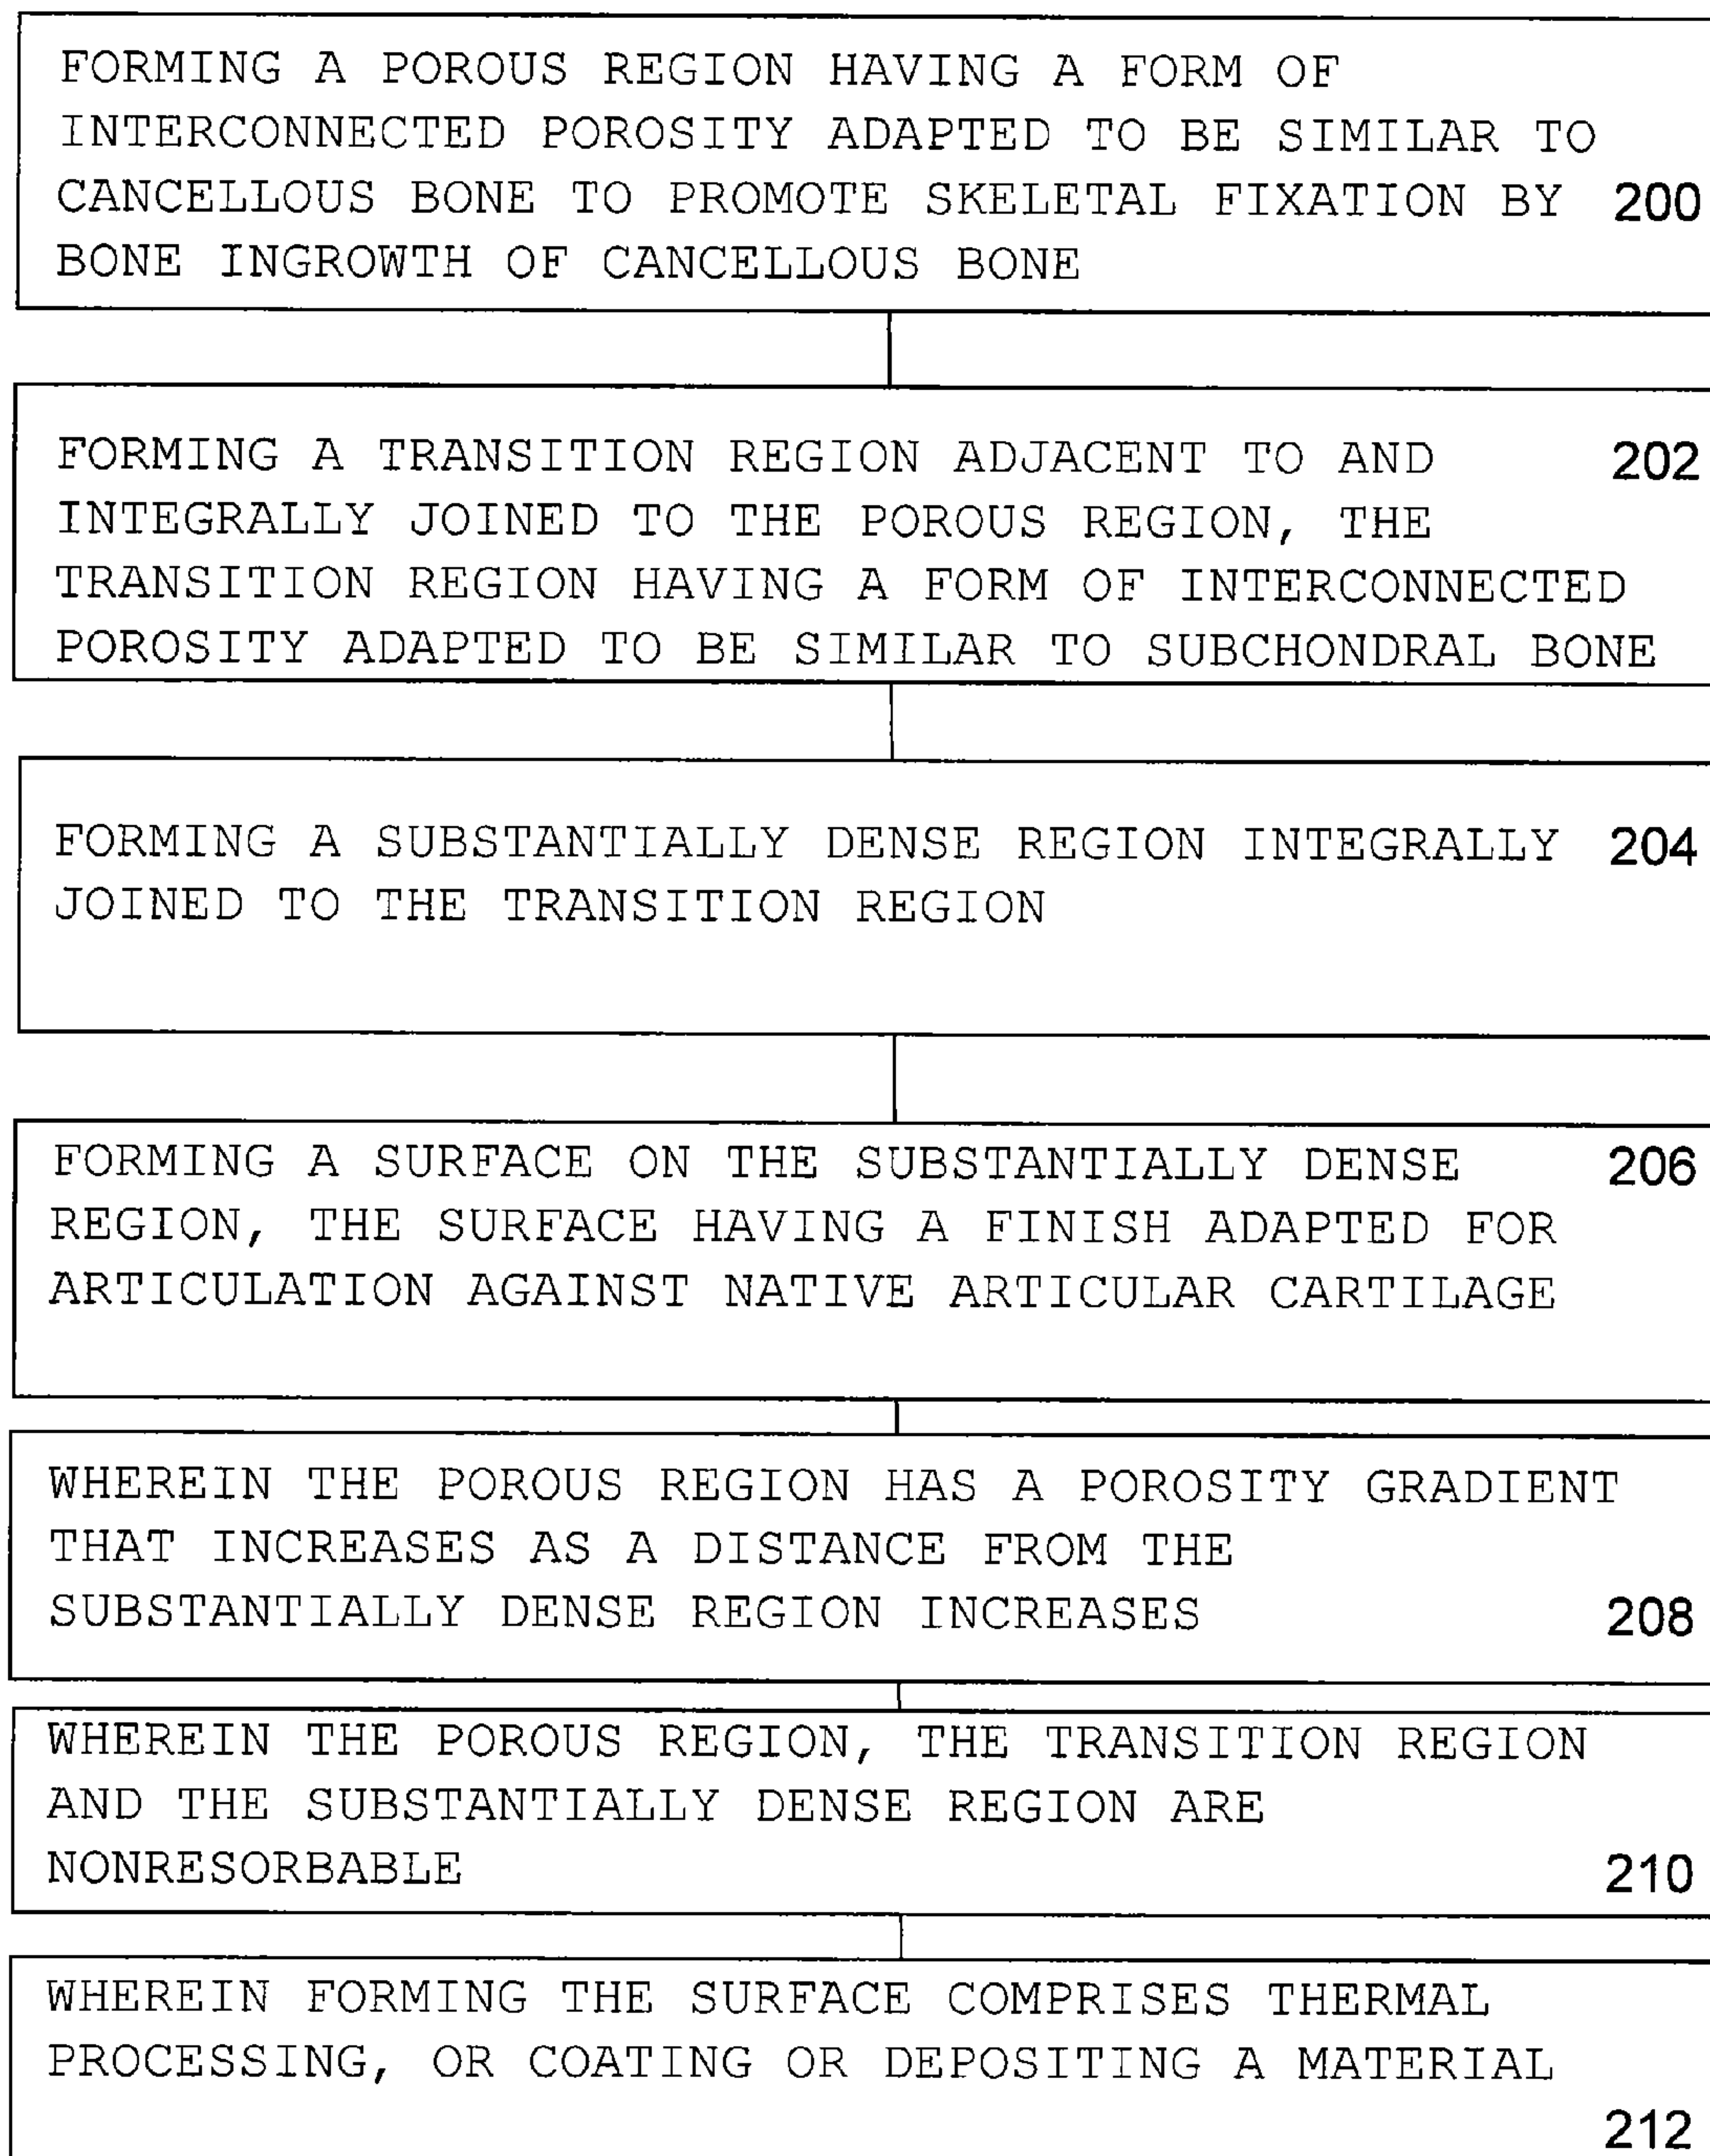 FORMING A POROUS REGION HAVING A FORM OF
INTERCONNECTED POROSITY ADAPTED TO BE SIMILAR TO
CANCELLOUS BONE TO PROMOTE SKELETAL FIXATION BY 200
BONE INGROWTH OF CANCELLOUS BONE
FORMING A TRANSITION REGION ADJACENT TO AND 202
INTEGRALLY JOINED TO THE POROUS REGION, THE
TRANSITION REGION HAVING A FORM OF INTERCONNECTED
POROSITY ADAPTED TO BE SIMILAR TO SUBCHONDRAL BONE
FORMING A SUBSTANTIALLY DENSE REGION INTEGRALLY 204
JOINED TO THE TRANSITION REGION
FORMING A SURFACE ON THE SUBSTANTIALLY DENSE 206
REGION, THE SURFACE HAVING A FINISH ADAPTED FOR
ARTICULATION AGAINST NATIVE ARTICULAR CARTILAGE
WHEREIN THE POROUS REGION HAS A POROSITY GRADIENT
THAT INCREASES AS A DISTANCE FROM THE
SUBSTANTIALLY DENSE REGION INCREASES 208
WHEREIN THE POROUS REGION, THE TRANSITION REGION
AND THE SUBSTANTIALLY DENSE REGION ARE
NONRESORBABLE 210
WHEREIN FORMING THE SURFACE COMPRISES THERMAL
PROCESSING, OR COATING OR DEPOSITING A MATERIAL
212